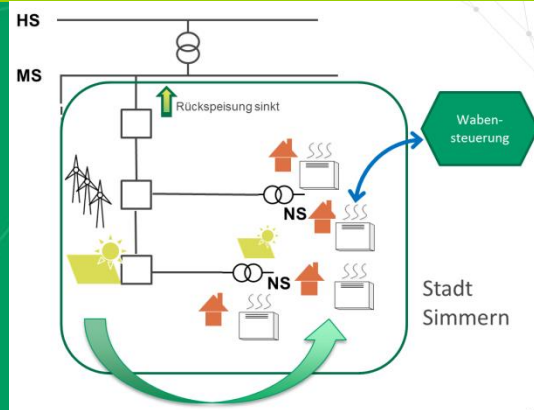 HS
MS
Rückspeisung sinkt
Waben-
steuerung
NS
NS
Stadt
Simmern